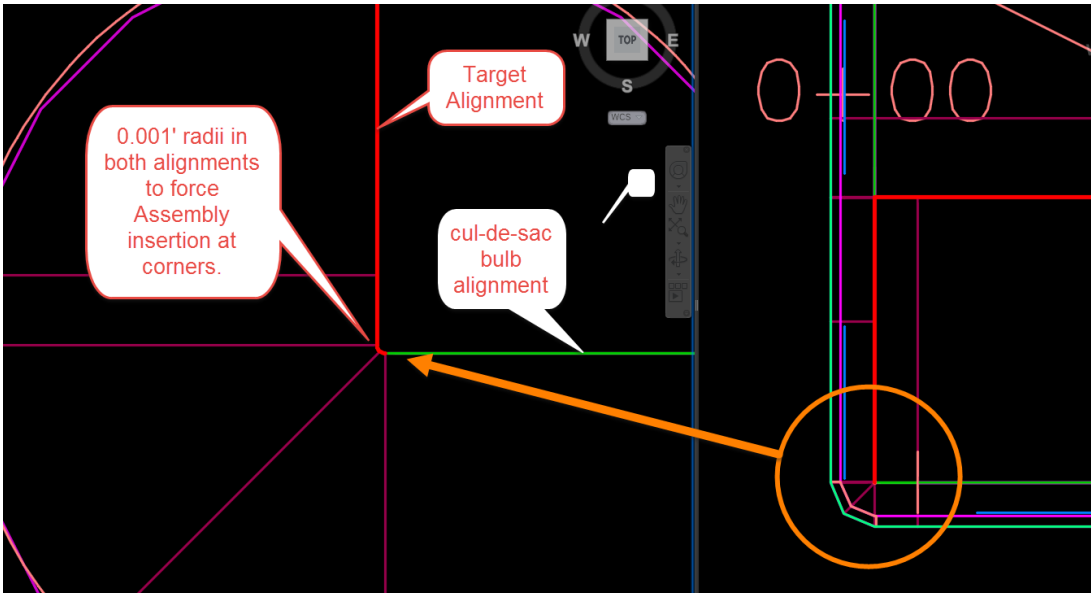 Target
Alignment
0.001' radii in
both alignments
to force
Assembly
insertion at
corners.
cul-de-sac
bulb
alignment
W
TOP
E
S
WCS
0+00